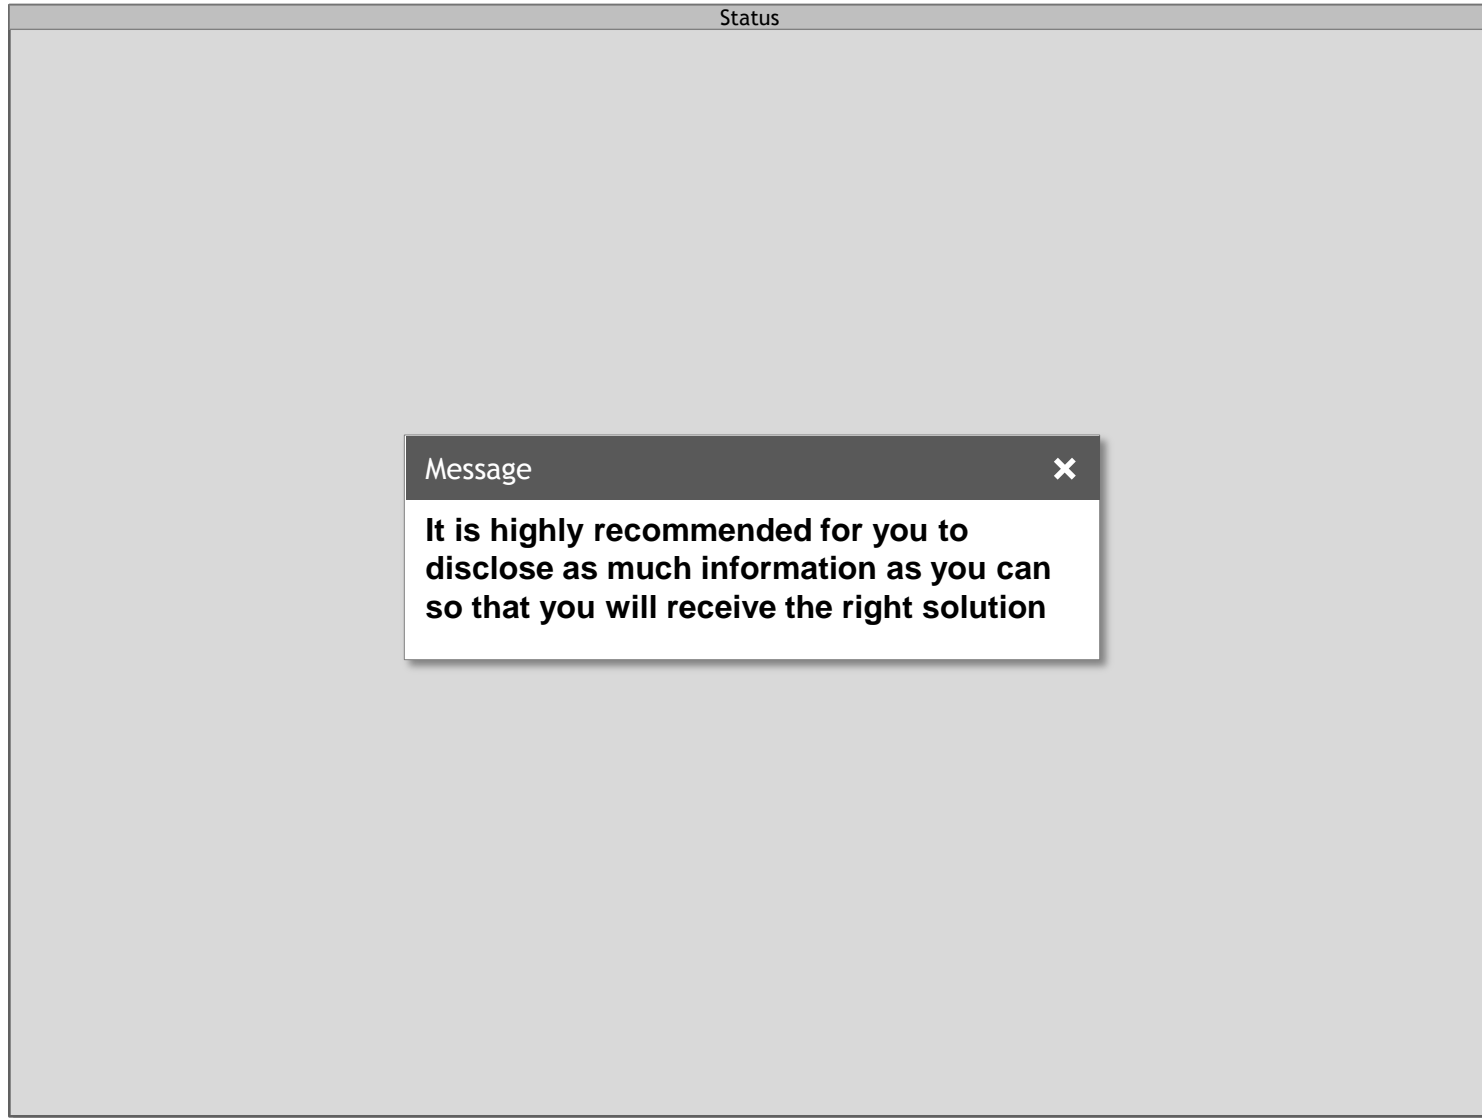 Status
Message
It is highly recommended for you to
disclose as much information as you can
so that you will receive the right solution